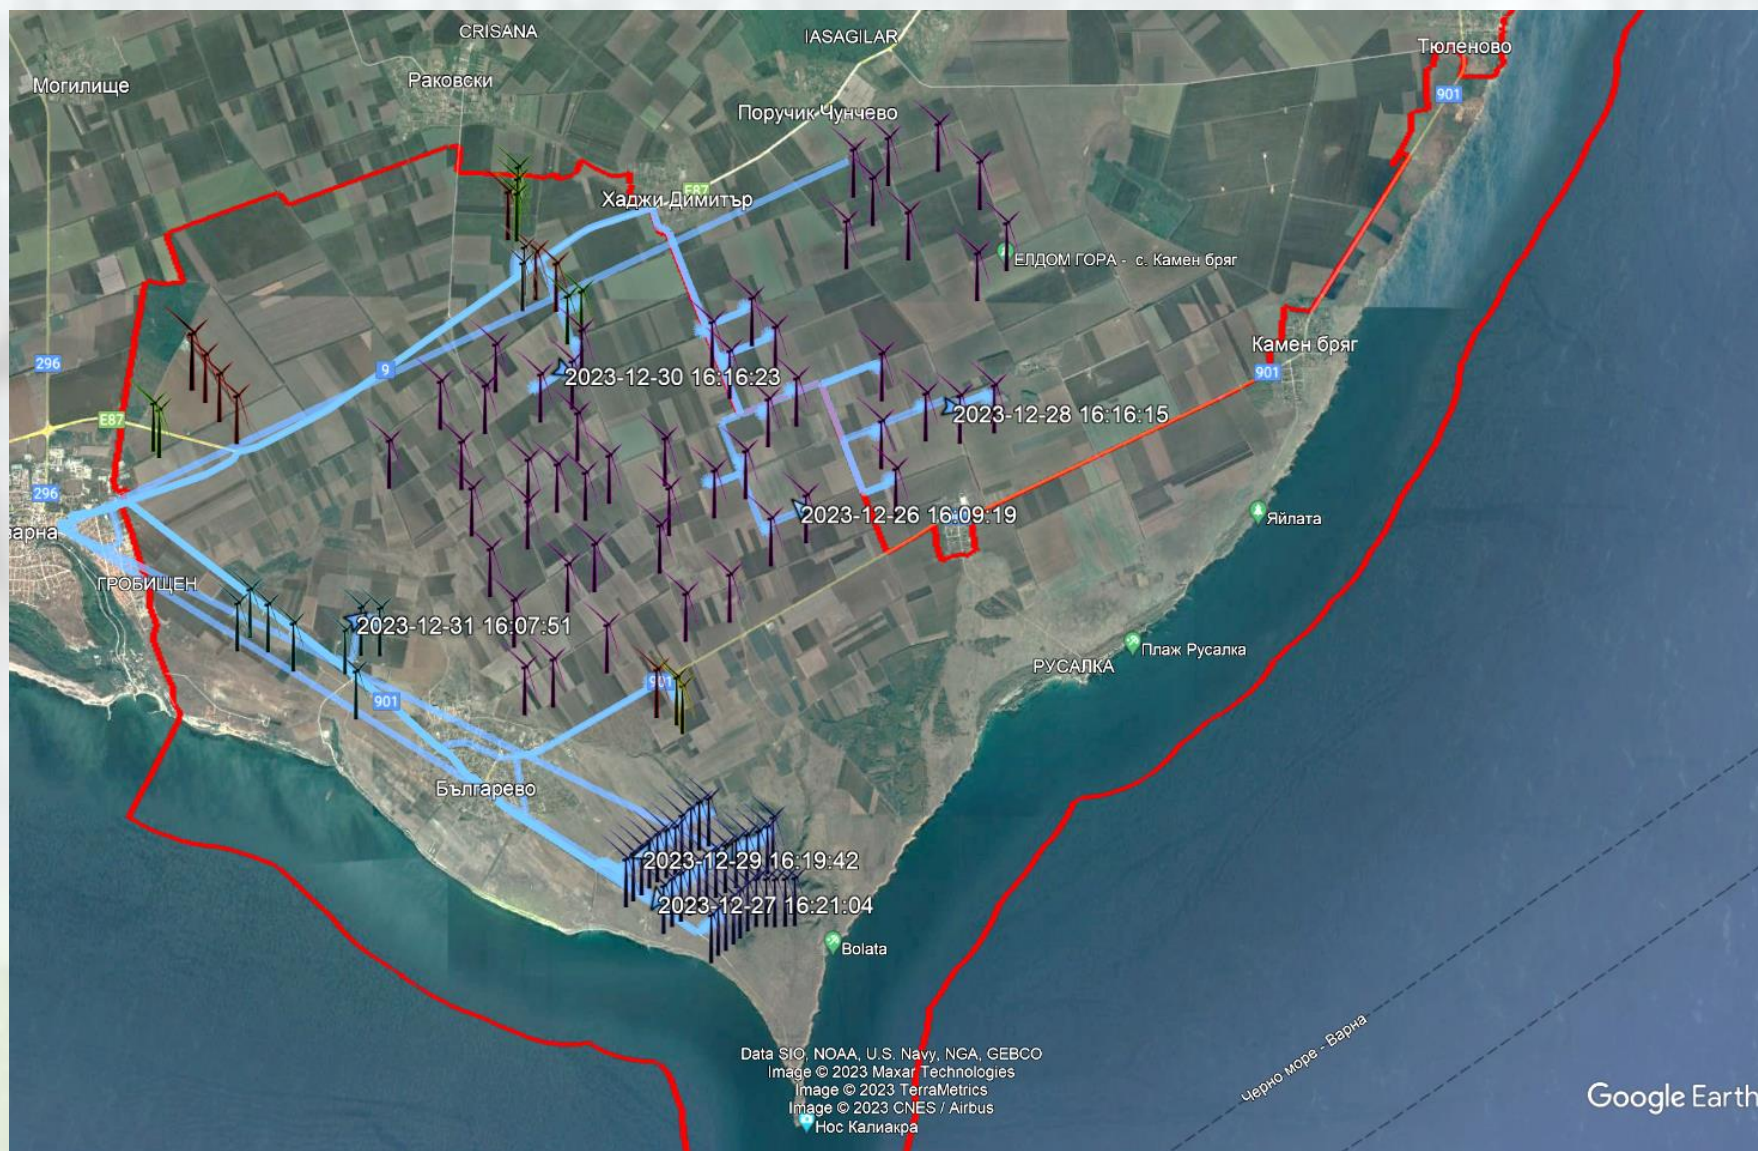 CRISANA
IASAGILAR
Тюленово
Могилище
Раковски
901
Поручик Чунчево
E87
Хаджи Димитър
ЕЛДОМ ГОРА - с. Камен бряг
Камен бряг
296
9
901
2023-12-30 16:16:23
2023-12-28 16:16:15
E87
296
2023-12-26 16:09:19
Яйлата
варна
ГРОБИЩЕН
2023-12-31 16:07:51
Плаж Русалка
РУСАЛКА
901
901
Българево
2023-12-29 16:19:42
2023-12-27 16:21:04
Bolata
Черно море - Варна
Data SIO, NOAA, U.S. Navy, NGA, GEBCO
Image © 2023 Maxar Technologies
Image © 2023 TerraMetrics
Image © 2023 CNES / Airbus
Нос Калиакра
Google Earth